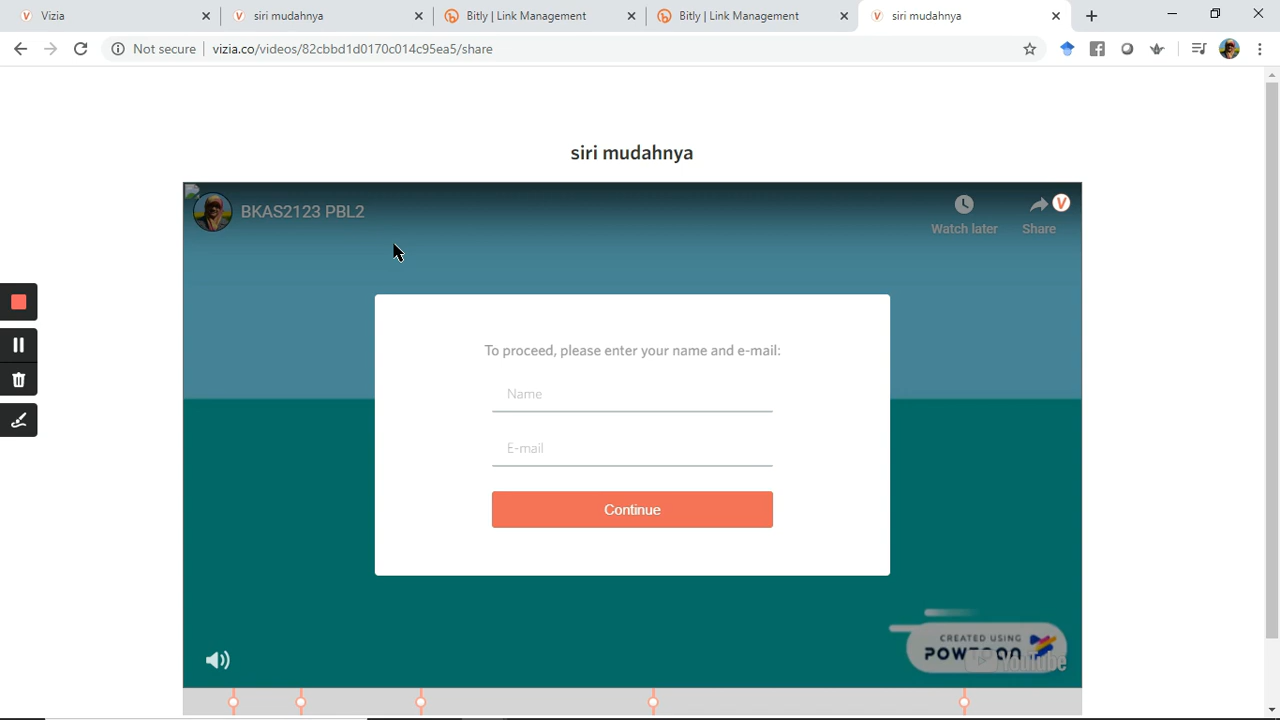 Vizia
siri mudahnya
Bitly | Link Management
Bitly | Link Management
siri mudahnya
Not secure
vizia.co/videos/82cbbd1d0170c014c95ea5/share
siri mudahnya
BKAS2123 PBL2
Watch later
Share
To proceed, please enter your name and e-mail:
Name
E-mail
Continue
CREATED USING
POWTOON
YouTube